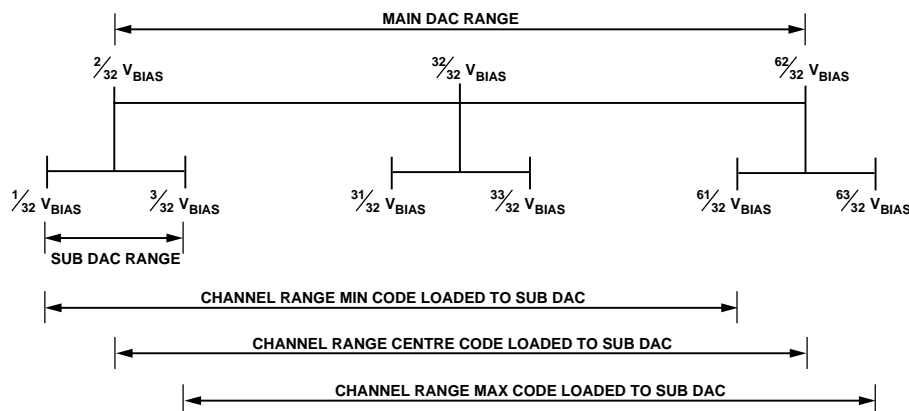 MAIN DAC RANGE
2/32 VBIAS 32/32 VBIAS 62/32 VBIAS
1/32 VBIAS 3/32 VBIAS 31/32 VBIAS 33/32 VBIAS 61/32 VBIAS 63/32 VBIAS
SUB DAC RANGE
CHANNEL RANGE MIN CODE LOADED TO SUB DAC
CHANNEL RANGE CENTRE CODE LOADED TO SUB DAC
CHANNEL RANGE MAX CODE LOADED TO SUB DAC